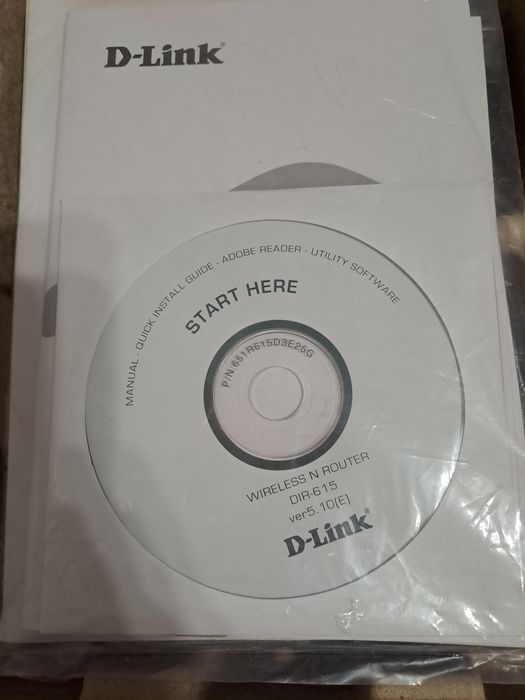 D-Link®
MANUAL - QUICK INSTALL GUIDE - ADOBE READER - UTILITY SOFTWARE
START HERE
P/N 651R615D3E25G
WIRELESS N ROUTER
DIR-615
ver5.10(E)
D-Link®